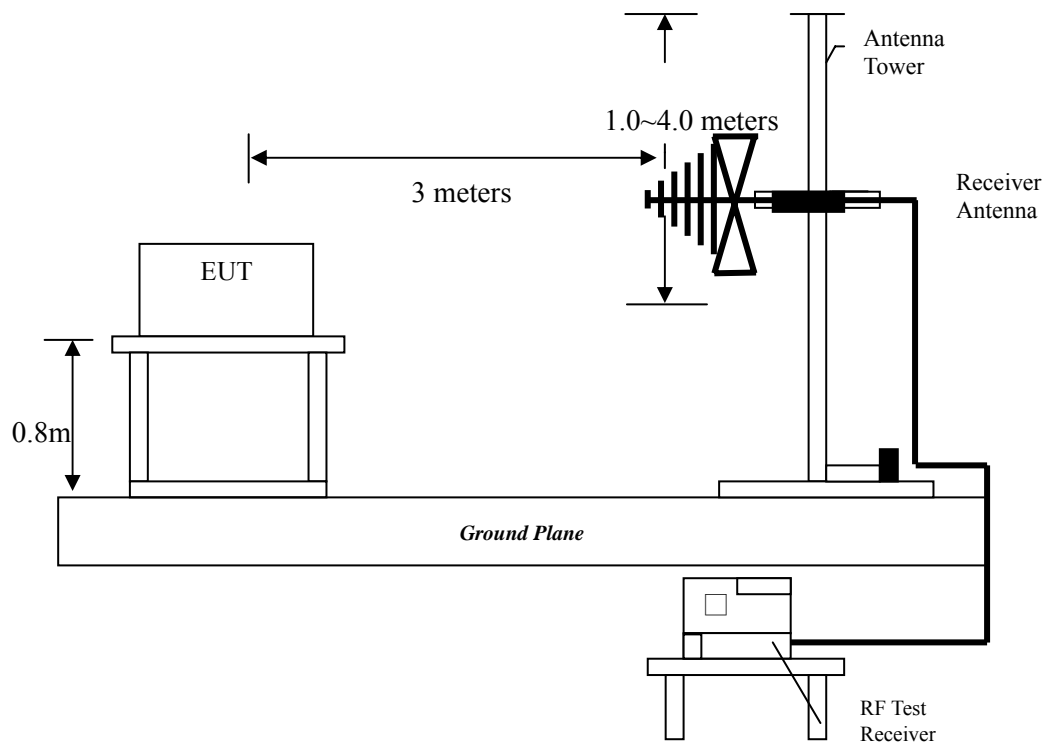 Antenna
Tower
1.0~4.0 meters
3 meters
Receiver
Antenna
EUT
0.8m
Ground Plane
RF Test
Receiver